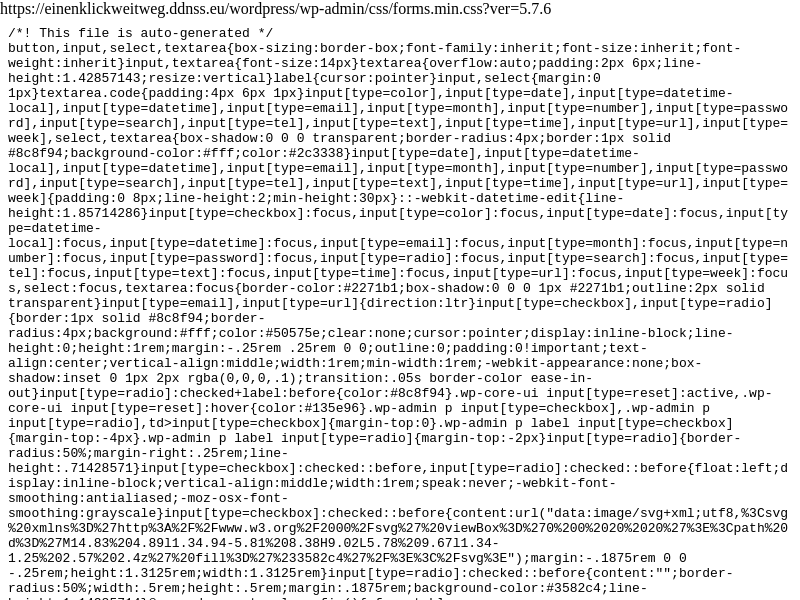 https://einenklickweitweg.ddnss.eu/wordpress/wp-admin/css/forms.min.css?ver=5.7.6
/*! This file is auto-generated */
button,input,select,textarea{box-sizing:border-box;font-family:inherit;font-size:inherit;font-
weight:inherit}input,textarea{font-size:14px}textarea{overflow:auto;padding:2px 6px;line-
height:1.42857143;resize:vertical}label{cursor:pointer}input,select{margin:0
1px}textarea.code{padding:4px 6px 1px}input[type=color],input[type=date],input[type=datetime-
local],input[type=datetime],input[type=email],input[type=month],input[type=number],input[type=passwo
rd],input[type=search],input[type=tel],input[type=text],input[type=time],input[type=url],input[type=
week],select,textarea{box-shadow:0 0 0 transparent;border-radius:4px;border:1px solid
#8c8f94;background-color:#fff;color:#2c3338}input[type=date],input[type=datetime-
local],input[type=datetime],input[type=email],input[type=month],input[type=number],input[type=passwo
rd],input[type=search],input[type=tel],input[type=text],input[type=time],input[type=url],input[type=
week]{padding:0 8px;line-height:2;min-height:30px}::-webkit-datetime-edit{line-
height:1.85714286}input[type=checkbox]:focus,input[type=color]:focus,input[type=date]:focus,input[ty
pe=datetime-
local]:focus,input[type=datetime]:focus,input[type=email]:focus,input[type=month]:focus,input[type=n
umber]:focus,input[type=password]:focus,input[type=radio]:focus,input[type=search]:focus,input[type=
tel]:focus,input[type=text]:focus,input[type=time]:focus,input[type=url]:focus,input[type=week]:focu
s,select:focus,textarea:focus{border-color:#2271b1;box-shadow:0 0 0 1px #2271b1;outline:2px solid
transparent}input[type=email],input[type=url]{direction:ltr}input[type=checkbox],input[type=radio]
{border:1px solid #8c8f94;border-
radius:4px;background:#fff;color:#50575e;clear:none;cursor:pointer;display:inline-block;line-
height:0;height:1rem;margin:-.25rem .25rem 0 0;outline:0;padding:0!important;text-
align:center;vertical-align:middle;width:1rem;min-width:1rem;-webkit-appearance:none;box-
shadow:inset 0 1px 2px rgba(0,0,0,.1);transition:.05s border-color ease-in-
out}input[type=radio]:checked+label:before{color:#8c8f94}.wp-core-ui input[type=reset]:active,.wp-
core-ui input[type=reset]:hover{color:#135e96}.wp-admin p input[type=checkbox],.wp-admin p
input[type=radio],td>input[type=checkbox]{margin-top:0}.wp-admin p label input[type=checkbox]
{margin-top:-4px}.wp-admin p label input[type=radio]{margin-top:-2px}input[type=radio]{border-
radius:50%;margin-right:.25rem;line-
height:.71428571}input[type=checkbox]:checked::before,input[type=radio]:checked::before{float:left;d
isplay:inline-block;vertical-align:middle;width:1rem;speak:never;-webkit-font-
smoothing:antialiased;-moz-osx-font-
smoothing:grayscale}input[type=checkbox]:checked::before{content:url("data:image/svg+xml;utf8,%3Csvg
%20xmlns%3D%27http%3A%2F%2Fwww.w3.org%2F2000%2Fsvg%27%20viewBox%3D%270%200%2020%2020%27%3E%3Cpath%20
d%3D%27M14.83%204.89l1.34.94-5.81%208.38H9.02L5.78%209.67l1.34-
1.25%202.57%202.4z%27%20fill%3D%27%233582c4%27%2F%3E%3C%2Fsvg%3E");margin:-.1875rem 0 0
-.25rem;height:1.3125rem;width:1.3125rem}input[type=radio]:checked::before{content:"";border-
radius:50%;width:.5rem;height:.5rem;margin:.1875rem;background-color:#3582c4;line-